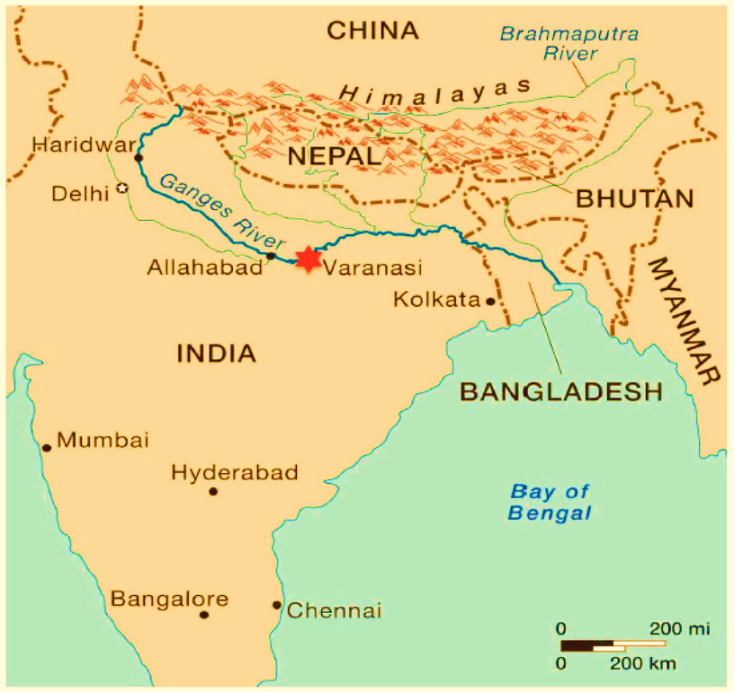 CHINA
Brahmaputra
River
Himalayas
Haridwar
NEPAL
Delhi
Ganges River
BHUTAN
Allahabad
Varanasi
Kolkata
MYANMAR
INDIA
BANGLADESH
Mumbai
Hyderabad
Bay of
Bengal
Bangalore
Chennai
0 200 mi
0 200 km